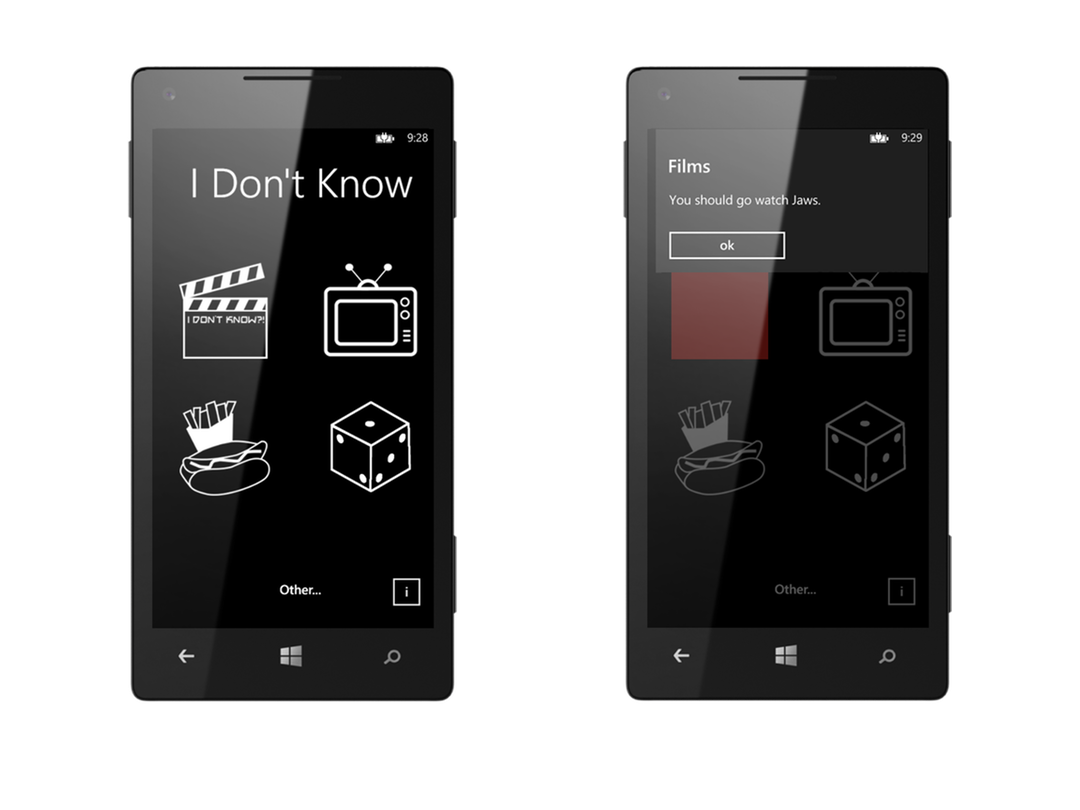 9:28
I Don't Know
I DON'T KNOW?!
Other...
i
9:29
Films
You should go watch Jaws.
ok
Other...
i